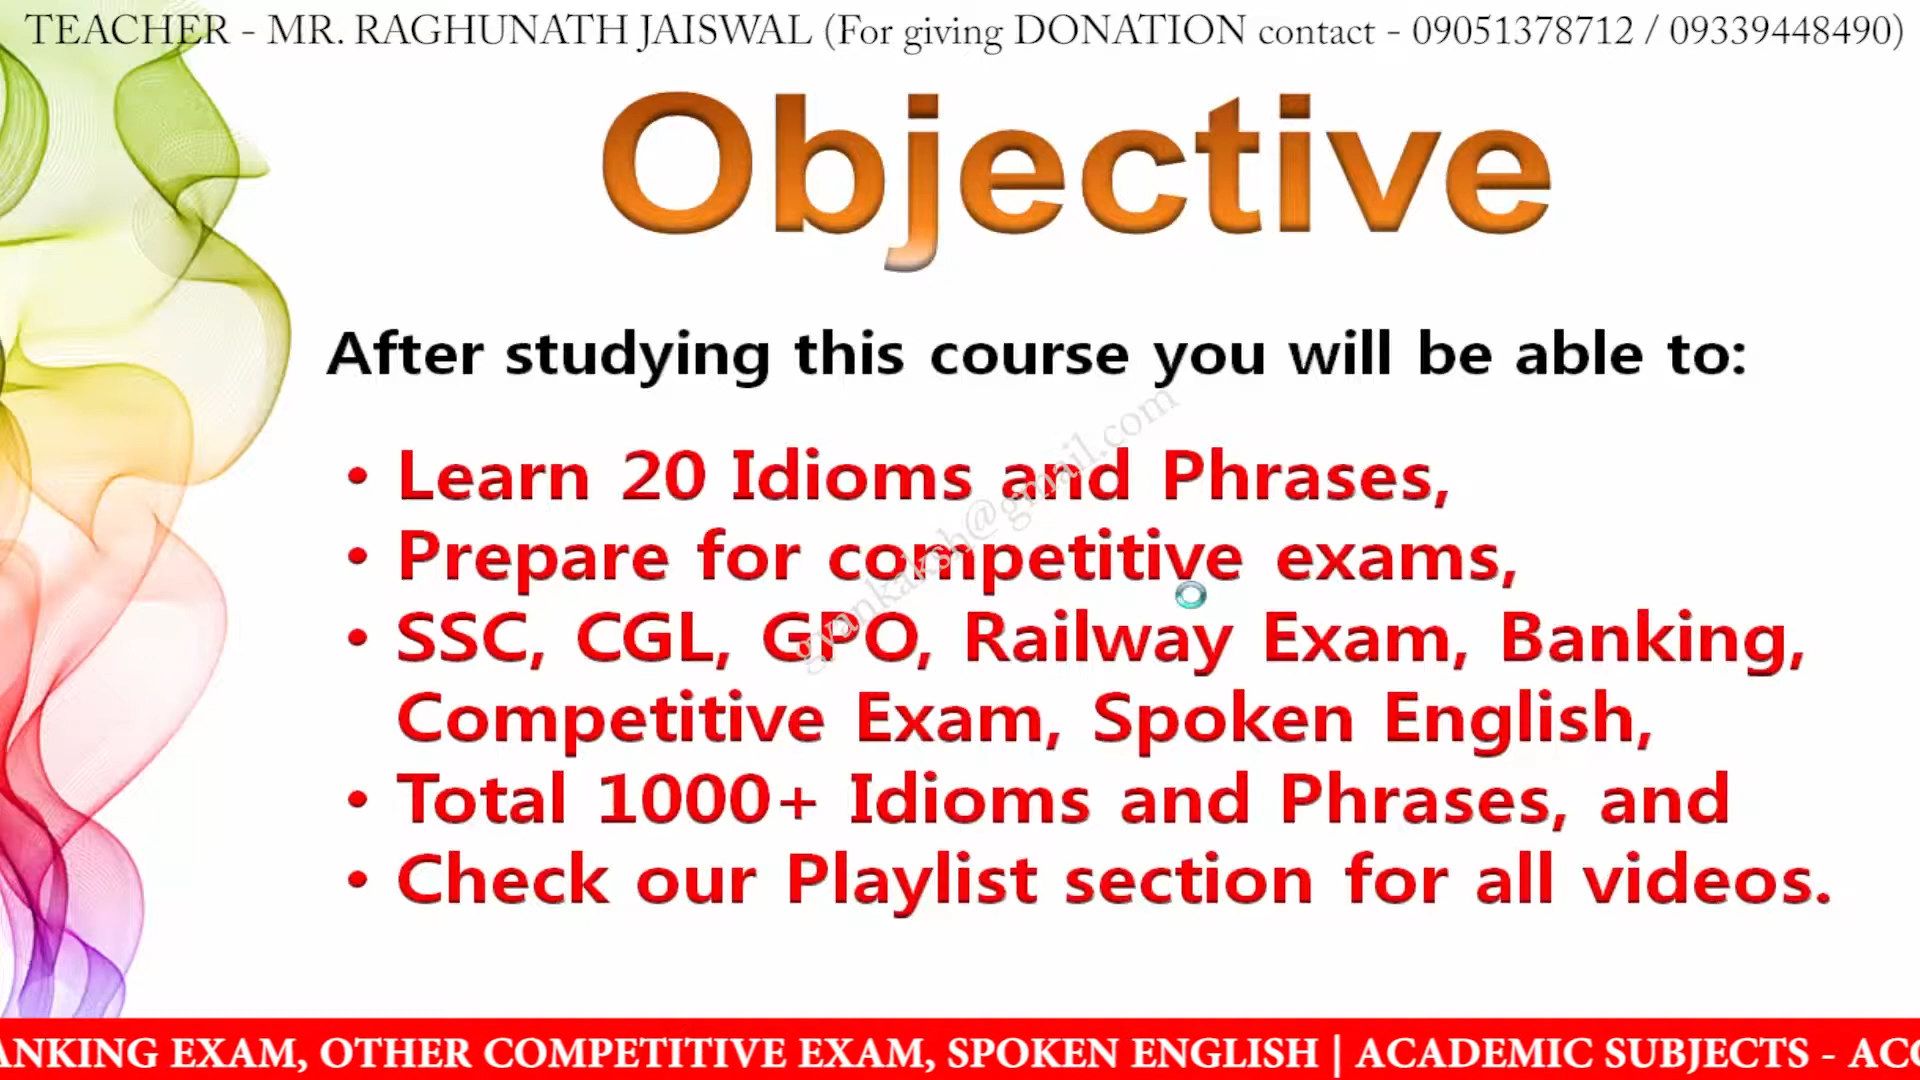 TEACHER - MR. RAGHUNATH JAISWAL (For giving DONATION contact - 09051378712 / 09339448490)
Objective
After studying this course you will be able to:
• Learn 20 Idioms and Phrases,
• Prepare for competitive exams,
• SSC, CGL, GPO, Railway Exam, Banking,
Competitive Exam, Spoken English,
• Total 1000+ Idioms and Phrases, and
• Check our Playlist section for all videos.
gyankaksh@gmail.com
ANKING EXAM, OTHER COMPETITIVE EXAM, SPOKEN ENGLISH | ACADEMIC SUBJECTS - ACC